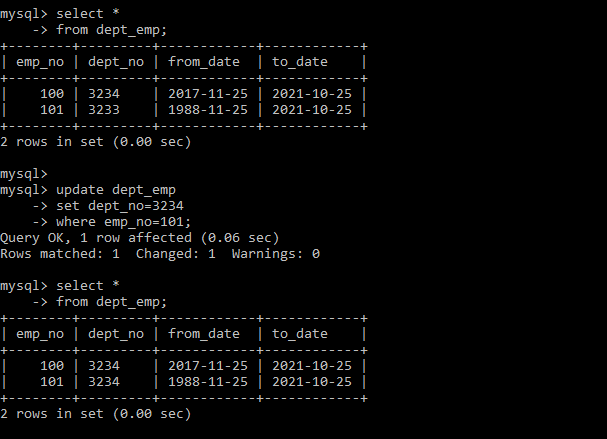 mysql> select *
    -> from dept_emp;
+--------+---------+------------+------------+
| emp_no | dept_no | from_date  | to_date    |
+--------+---------+------------+------------+
|    100 | 3234    | 2017-11-25 | 2021-10-25 |
|    101 | 3233    | 1988-11-25 | 2021-10-25 |
+--------+---------+------------+------------+
2 rows in set (0.00 sec)

mysql>
mysql> update dept_emp
    -> set dept_no=3234
    -> where emp_no=101;
Query OK, 1 row affected (0.06 sec)
Rows matched: 1  Changed: 1  Warnings: 0

mysql> select *
    -> from dept_emp;
+--------+---------+------------+------------+
| emp_no | dept_no | from_date  | to_date    |
+--------+---------+------------+------------+
|    100 | 3234    | 2017-11-25 | 2021-10-25 |
|    101 | 3234    | 1988-11-25 | 2021-10-25 |
+--------+---------+------------+------------+
2 rows in set (0.00 sec)